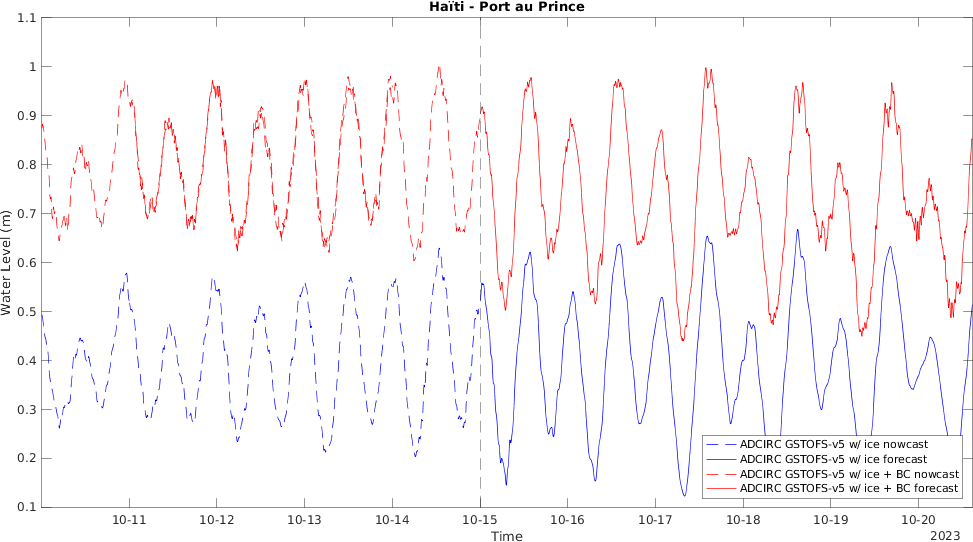 Haïti - Port au Prince
1.1
1
0.9
0.8
0.7
0.6
0.5
0.4
0.3
0.2
0.1
Water Level (m)
ADCIRC GSTOFS-v5 w/ ice nowcast
ADCIRC GSTOFS-v5 w/ ice forecast
ADCIRC GSTOFS-v5 w/ ice + BC nowcast
ADCIRC GSTOFS-v5 w/ ice + BC forecast
10-11 10-12 10-13 10-14 10-15 10-16 10-17 10-18 10-19 10-20
Time 2023